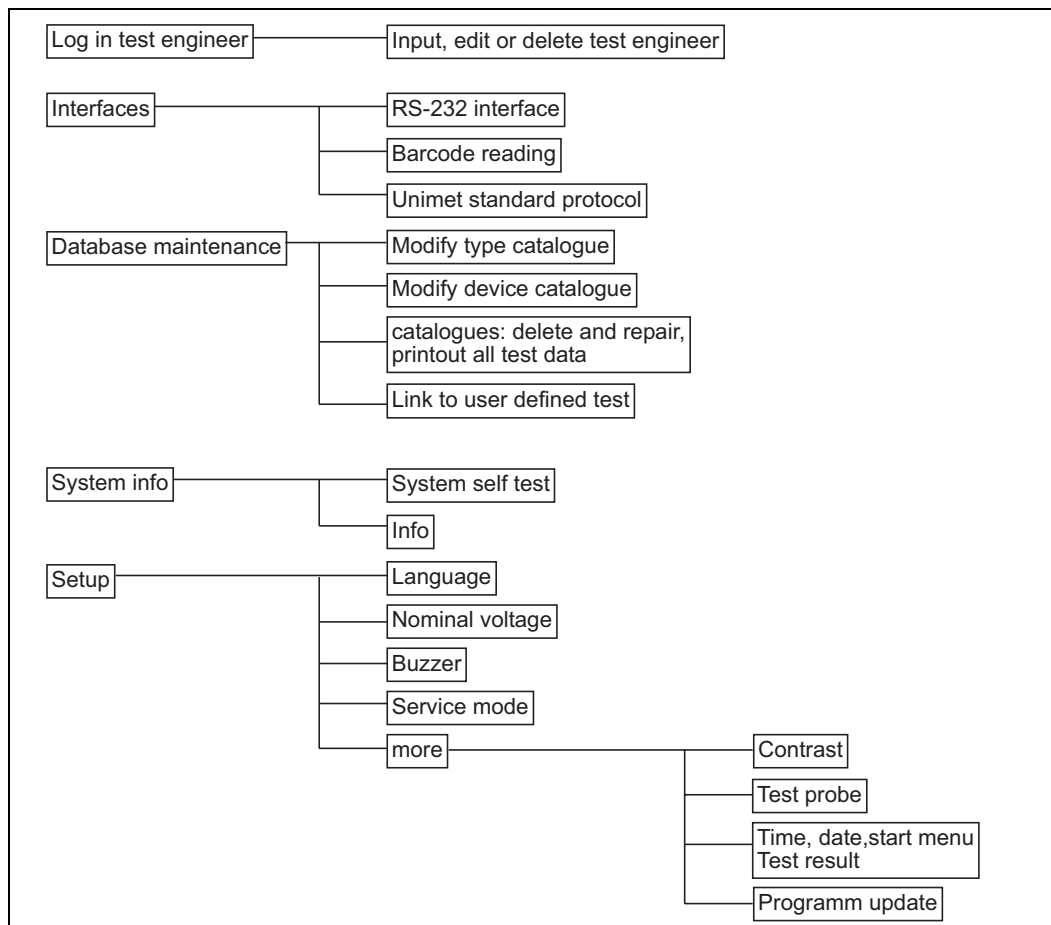 Log in test engineer
Input, edit or delete test engineer
Interfaces
RS-232 interface
Barcode reading
Unimet standard protocol
Database maintenance
Modify type catalogue
Modify device catalogue
catalogues: delete and repair,
printout all test data
Link to user defined test
System info
System self test
Info
Setup
Language
Nominal voltage
Buzzer
Service mode
more
Contrast
Test probe
Time, date,start menu
Test result
Programm update